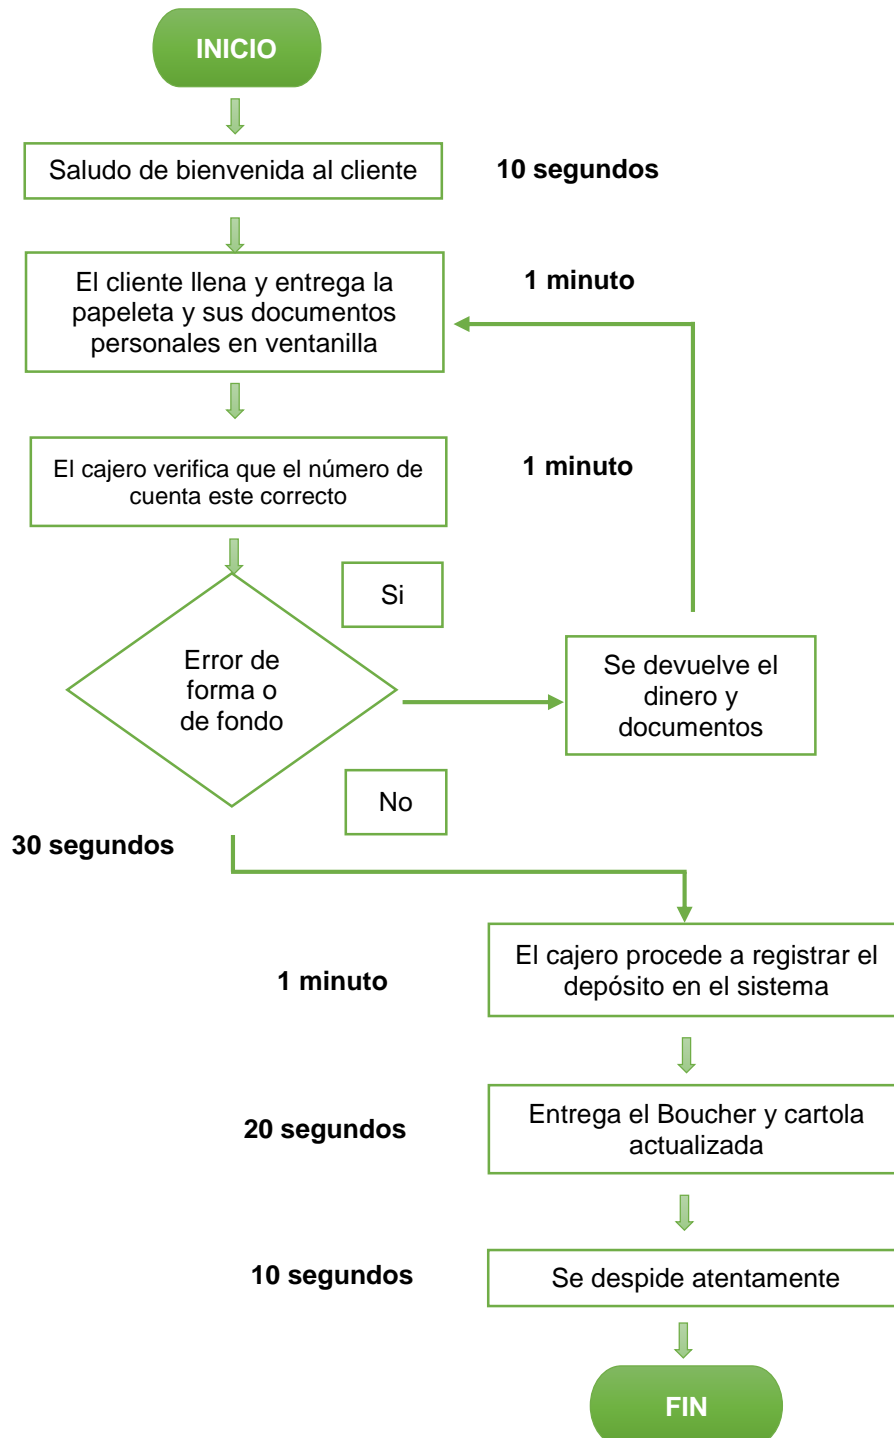 INICIO
Saludo de bienvenida al cliente
10 segundos
El cliente llena y entrega la
papeleta y sus documentos
personales en ventanilla
1 minuto
El cajero verifica que el número de
cuenta este correcto
1 minuto
Si
Error de
forma o
de fondo
Se devuelve el
dinero y
documentos
No
30 segundos
El cajero procede a registrar el
depósito en el sistema
1 minuto
Entrega el Boucher y cartola
actualizada
20 segundos
Se despide atentamente
10 segundos
FIN